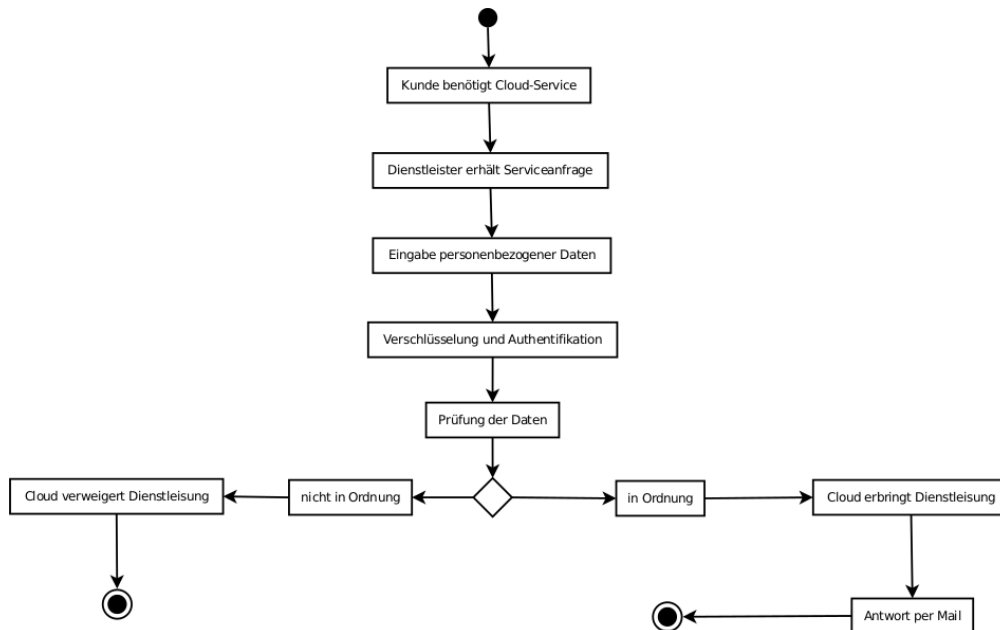 Kunde benötigt Cloud-Service
Dienstleister erhält Serviceanfrage
Eingabe personenbezogener Daten
Verschlüsselung und Authentifikation
Prüfung der Daten
Cloud verweigert Dienstleisung
nicht in Ordnung
in Ordnung
Cloud erbringt Dienstleisung
Antwort per Mail